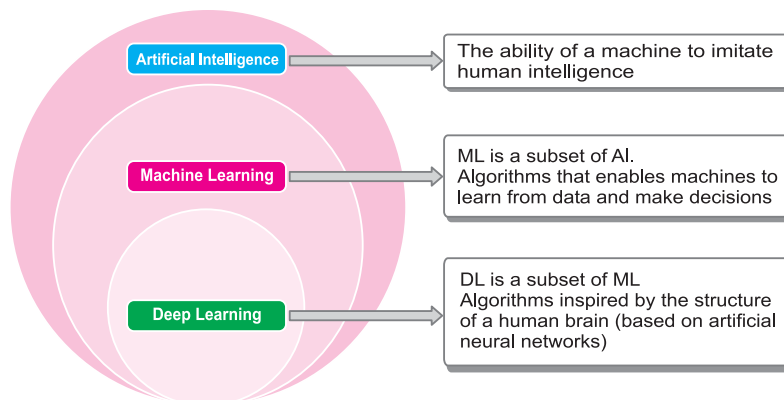 Artificial Intelligence
The ability of a machine to imitate
human intelligence
Machine Learning
ML is a subset of AI.
Algorithms that enables machines to
learn from data and make decisions
Deep Learning
DL is a subset of ML
Algorithms inspired by the structure
of a human brain (based on artificial
neural networks)